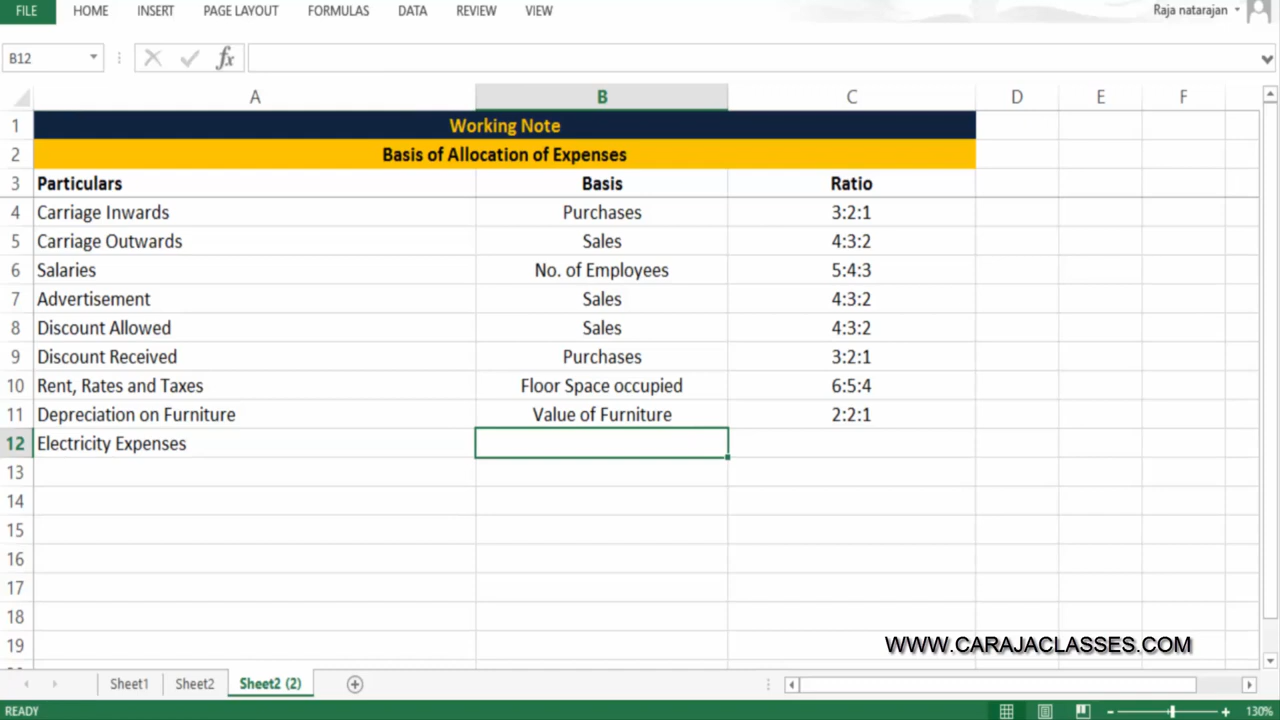 FILE HOME INSERT PAGE LAYOUT FORMULAS DATA REVIEW VIEW Raja natarajan
B12 fx
A B C D E F
1 Working Note
2 Basis of Allocation of Expenses
3 Particulars Basis Ratio
4 Carriage Inwards Purchases 3:2:1
5 Carriage Outwards Sales 4:3:2
6 Salaries No. of Employees 5:4:3
7 Advertisement Sales 4:3:2
8 Discount Allowed Sales 4:3:2
9 Discount Received Purchases 3:2:1
10 Rent, Rates and Taxes Floor Space occupied 6:5:4
11 Depreciation on Furniture Value of Furniture 2:2:1
12 Electricity Expenses
13
14
15
16
17
18
19
WWW.CARAJACLASSES.COM
Sheet1 Sheet2 Sheet2 (2)
READY 130%